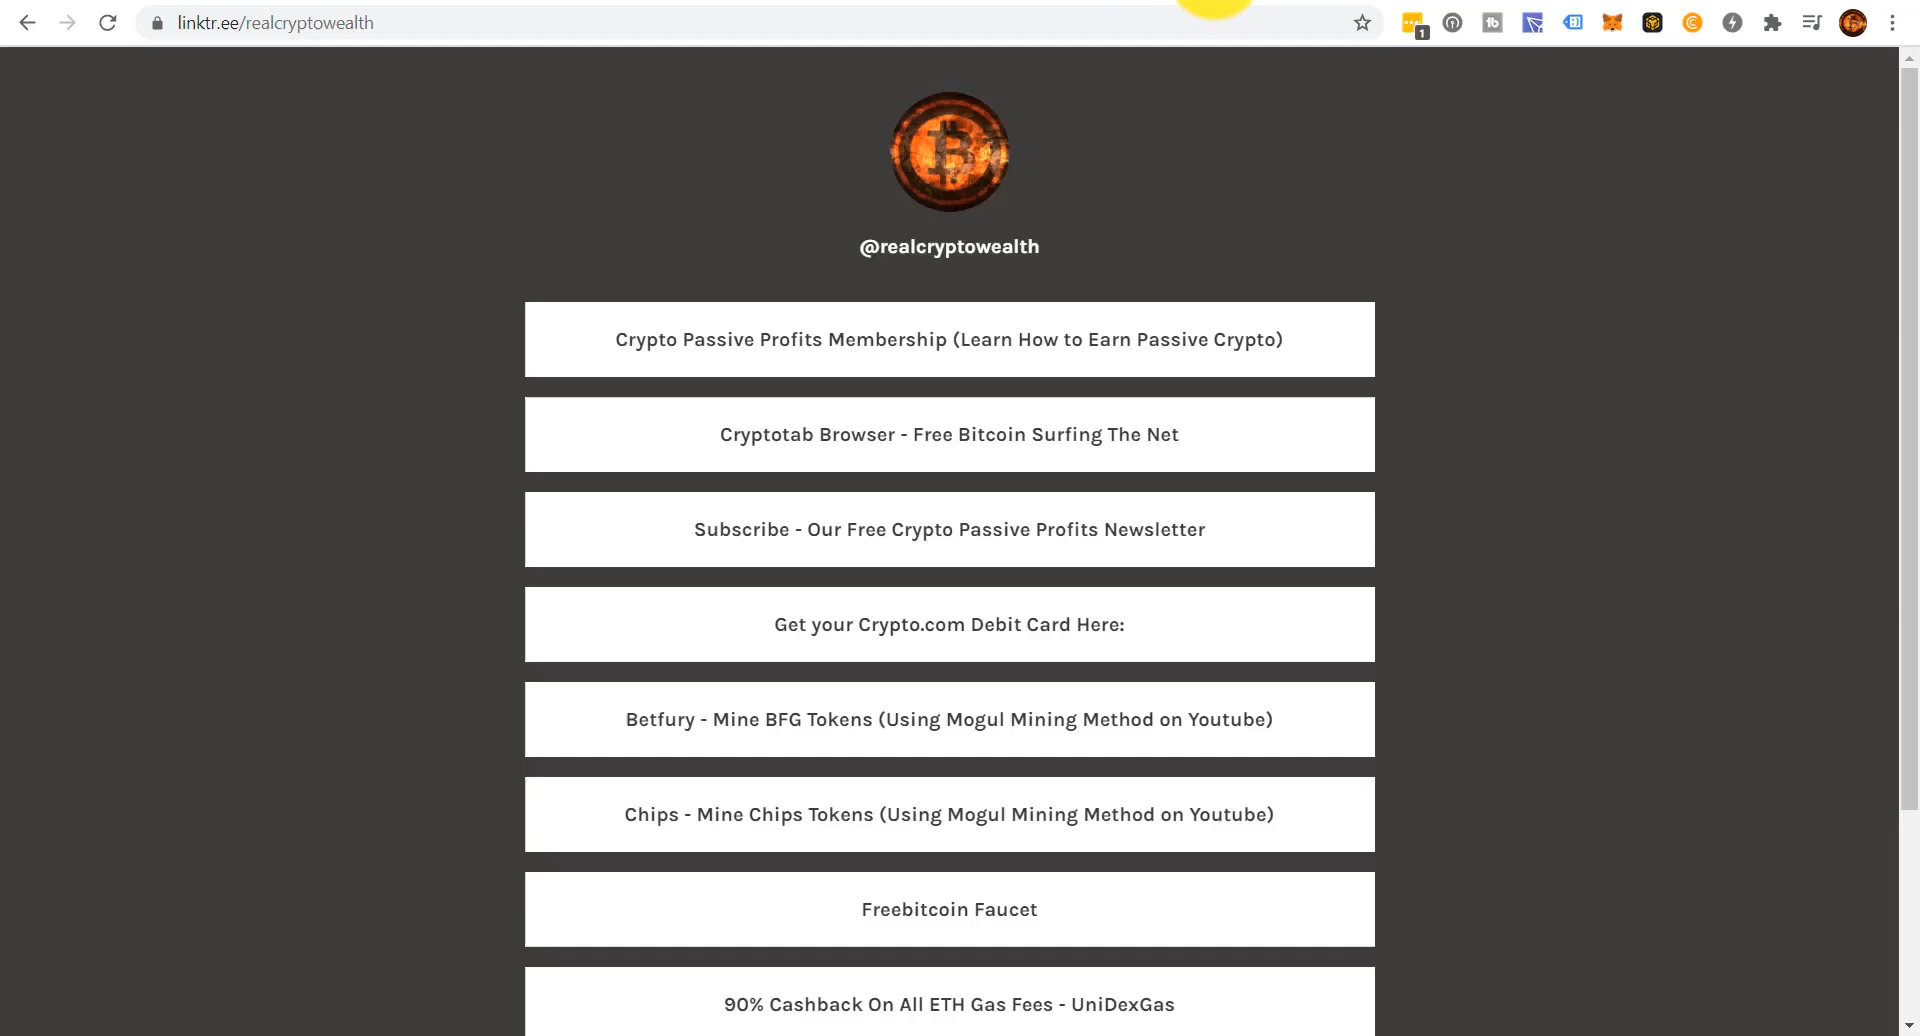 linktr.ee/realcryptowealth
1
@realcryptowealth
Crypto Passive Profits Membership (Learn How to Earn Passive Crypto)
Cryptotab Browser - Free Bitcoin Surfing The Net
Subscribe - Our Free Crypto Passive Profits Newsletter
Get your Crypto.com Debit Card Here:
Betfury - Mine BFG Tokens (Using Mogul Mining Method on Youtube)
Chips - Mine Chips Tokens (Using Mogul Mining Method on Youtube)
Freebitcoin Faucet
90% Cashback On All ETH Gas Fees - UniDexGas